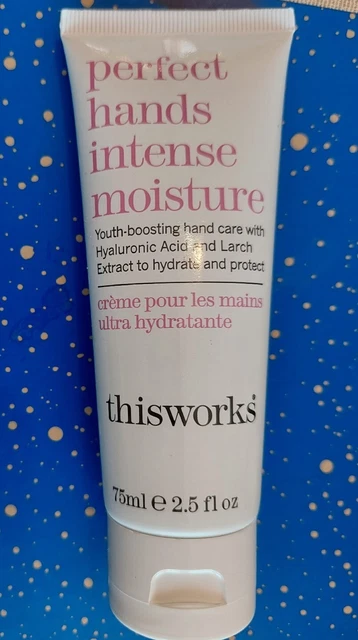 perfect
hands
intense
moisture
Youth-boosting hand care with
Hyaluronic Acid and Larch
Extract to hydrate and protect
crème pour les mains
ultra hydratante
thisworks
75ml e 2.5 fl oz